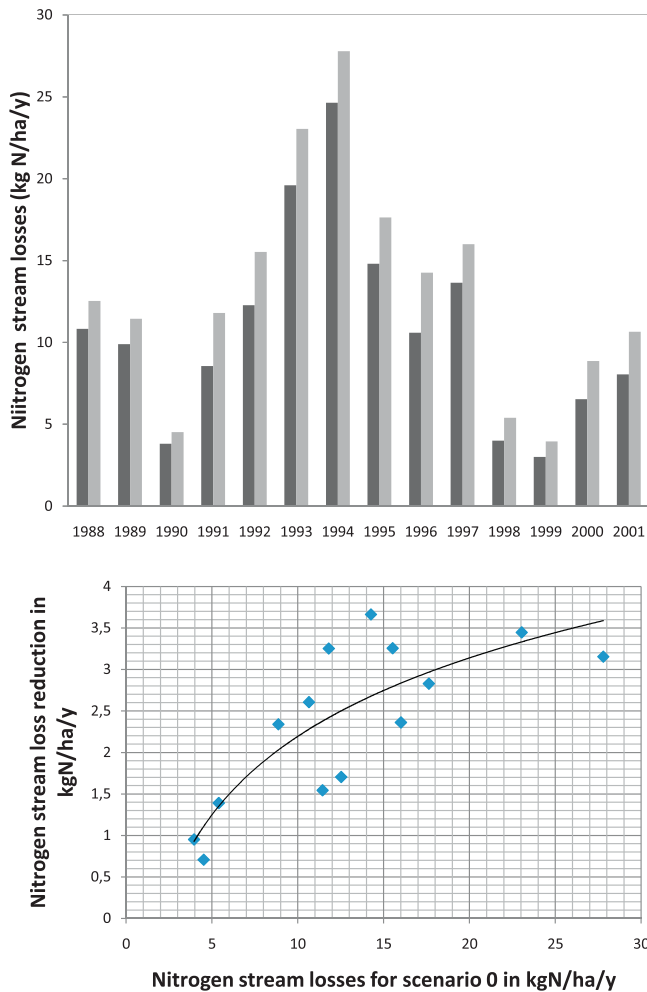 Niitrogen stream losses (kg N/ha/y)
30
25
20
15
10
5
0
1988 1989 1990 1991 1992 1993 1994 1995 1996 1997 1998 1999 2000 2001
Nitrogen stream loss reduction in
kgN/ha/y
4
3,5
3
2,5
2
1,5
1
0,5
0
0 5 10 15 20 25 30
Nitrogen stream losses for scenario 0 in kgN/ha/y